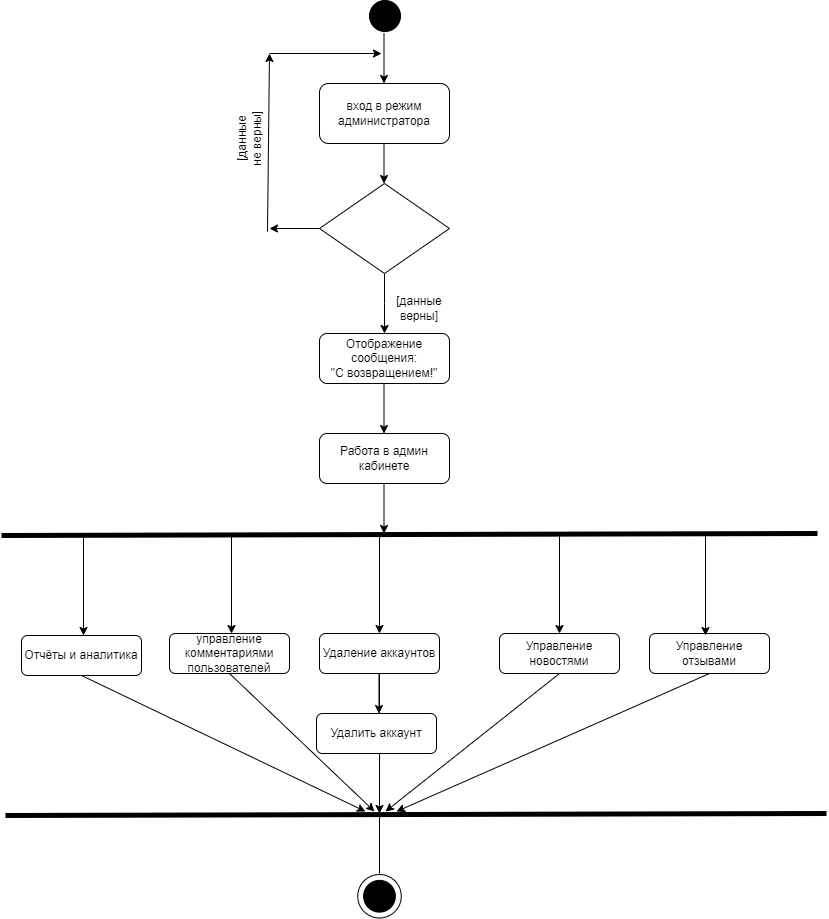 вход в режим
администратора
[данные
не верны]
[данные
верны]
Отображение
сообщения:
"С возвращением!"
Работа в админ
кабинете
Отчёты и аналитика
управление
комментариями
пользователей
Удаление аккаунтов
Управление
новостями
Управление
отзывами
Удалить аккаунт